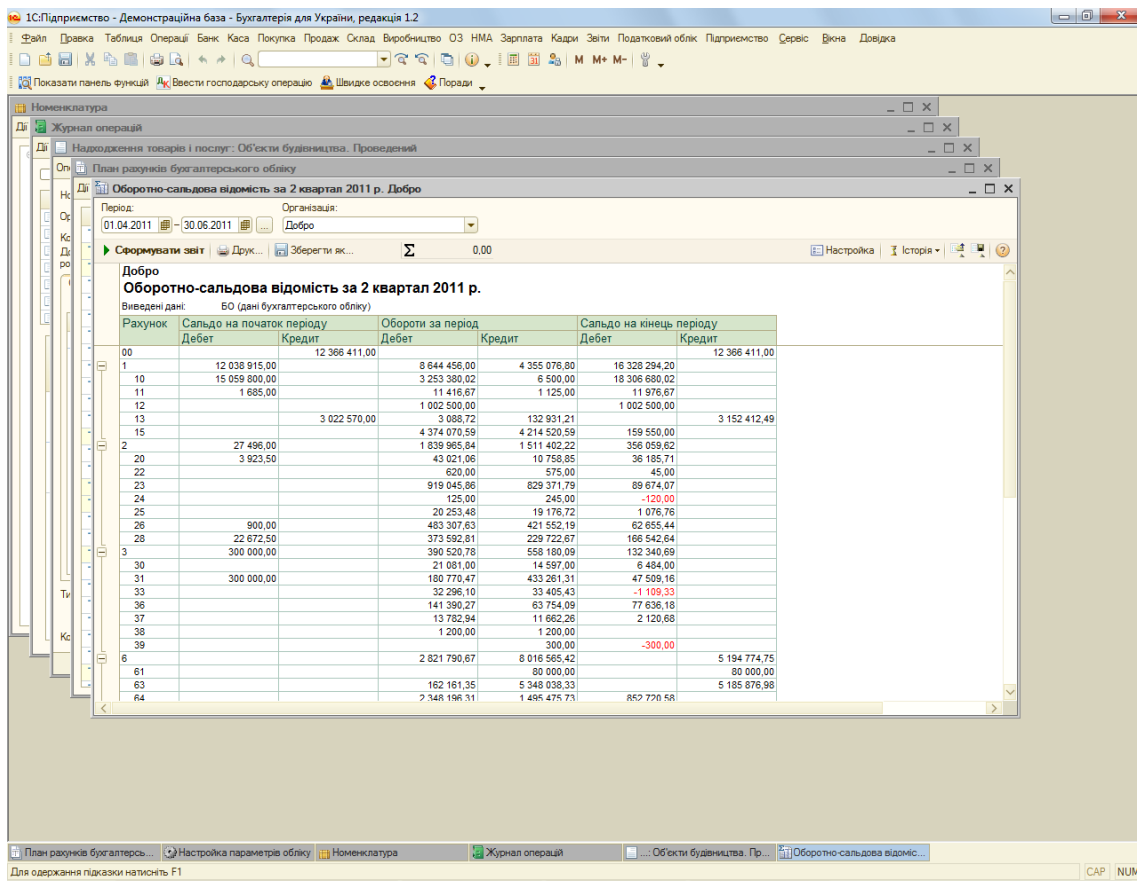 1С:Підприємство - Демонстраційна база - Бухгалтерія для України, редакція 1.2
Файл Правка Таблиця Операції Банк Каса Покупка Продаж Склад Виробництво ОЗ НМА Зарплата Кадри Звіти Податковий облік Підприємство Сервіс Вікна Довідка
M M+ M-
Показати панель функцій Ввести господарську операцію Швидке освоєння Поради
Номенклатура
Дії Журнал операцій
Дії Надходження товарів і послуг: Об'єкти будівництва. Проведений
План рахунків бухгалтерського обліку
Дії Оборотно-сальдова відомість за 2 квартал 2011 р. Добро
Період: Організація:
01.04.2011 – 30.06.2011 ... Добро
Сформувати звіт Друк... Зберегти як... Σ 0,00 Настройка Історія
Добро
Оборотно-сальдова відомість за 2 квартал 2011 р.
Виведені дані: БО (дані бухгалтерського обліку)
Рахунок Сальдо на початок періоду Обороти за період Сальдо на кінець періоду
Дебет Кредит Дебет Кредит Дебет Кредит
00 12 366 411,00 12 366 411,00
1 12 038 915,00 8 644 456,00 4 355 076,80 16 328 294,20
10 15 059 800,00 3 253 380,02 6 500,00 18 306 680,02
11 1 685,00 11 416,67 1 125,00 11 976,67
12 1 002 500,00 1 002 500,00
13 3 022 570,00 3 088,72 132 931,21 3 152 412,49
15 4 374 070,59 4 214 520,59 159 550,00
2 27 496,00 1 839 965,84 1 511 402,22 356 059,62
20 3 923,50 43 021,06 10 758,85 36 185,71
22 620,00 575,00 45,00
23 919 045,86 829 371,79 89 674,07
24 125,00 245,00 -120,00
25 20 253,48 19 176,72 1 076,76
26 900,00 483 307,63 421 552,19 62 655,44
28 22 672,50 373 592,81 229 722,67 166 542,64
3 300 000,00 390 520,78 558 180,09 132 340,69
30 21 081,00 14 597,00 6 484,00
31 300 000,00 180 770,47 433 261,31 47 509,16
33 32 296,10 33 405,43 -1 109,33
36 141 390,27 63 754,09 77 636,18
37 13 782,94 11 662,26 2 120,68
38 1 200,00 1 200,00
39 300,00 -300,00
6 2 821 790,67 8 016 565,42 5 194 774,75
61 80 000,00 80 000,00
63 162 161,35 5 348 038,33 5 185 876,98
64 2 348 196,31 1 495 475,73 852 720,58
План рахунків бухгалтерсь... Настройка параметрів обліку Номенклатура Журнал операцій ...: Об'єкти будівництва. Пр... Оборотно-сальдова відоміс...
Для одержання підказки натисніть F1 CAP NUM